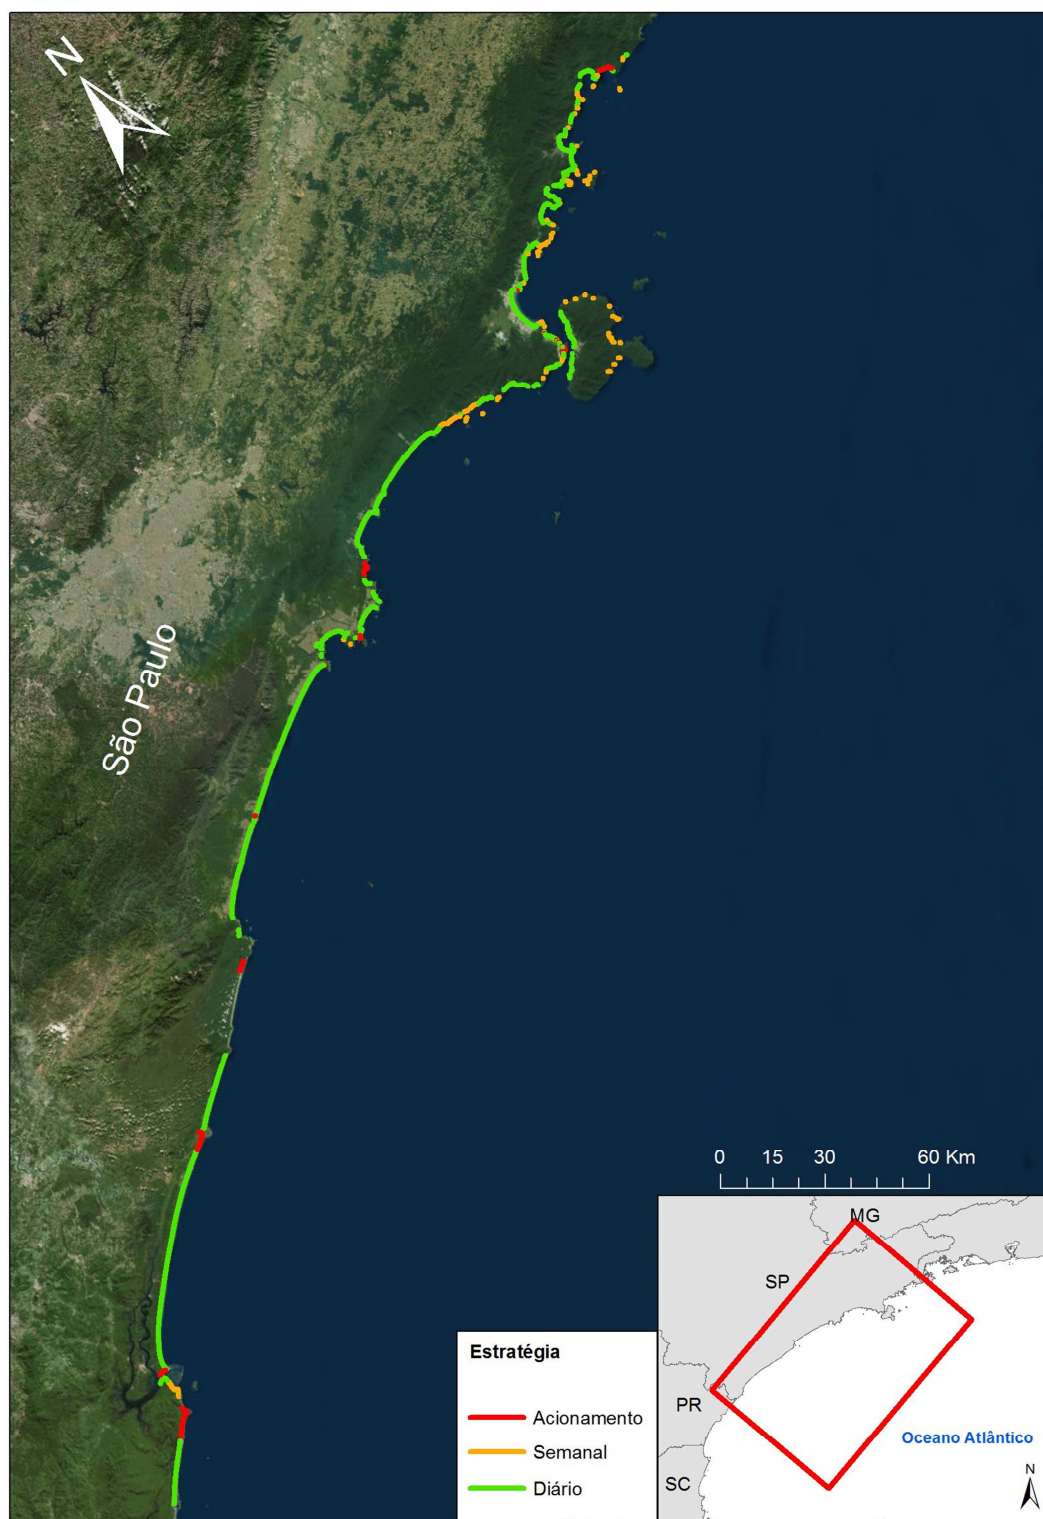 N
São Paulo
0 15 30 60 Km
MG
SP
PR
SC
Oceano Atlântico
N
Estratégia
Acionamento
Semanal
Diário